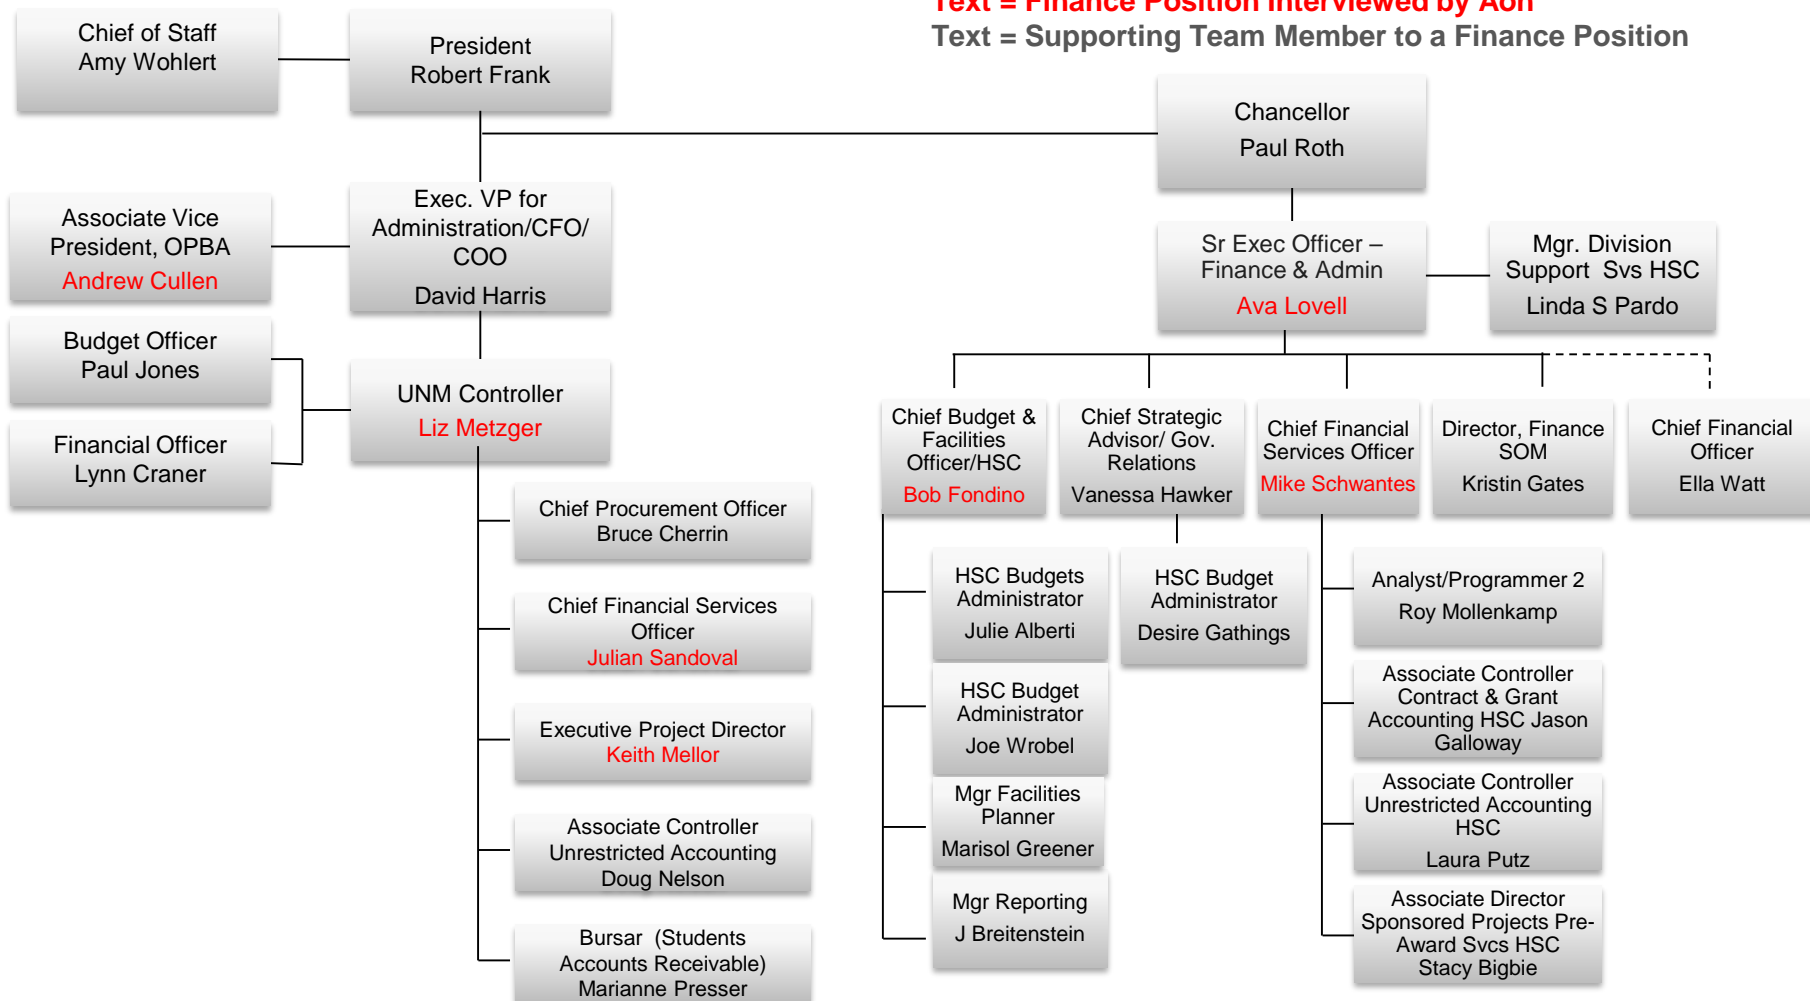 Text = Finance Position Interviewed by Aon
Text = Supporting Team Member to a Finance Position
Chief of Staff
Amy Wohlert
President
Robert Frank
Chancellor
Paul Roth
Associate Vice
President, OPBA
Andrew Cullen
Exec. VP for
Administration/CFO/
COO
David Harris
Sr Exec Officer –
Finance & Admin
Ava Lovell
Mgr. Division
Support Svs HSC
Linda S Pardo
Budget Officer
Paul Jones
Financial Officer
Lynn Craner
UNM Controller
Liz Metzger
Chief Procurement Officer
Bruce Cherrin
Chief Financial Services
Officer
Julian Sandoval
Executive Project Director
Keith Mellor
Associate Controller
Unrestricted Accounting
Doug Nelson
Bursar (Students
Accounts Receivable)
Marianne Presser
Chief Budget &
Facilities
Officer/HSC
Bob Fondino
Chief Strategic
Advisor/ Gov.
Relations
Vanessa Hawker
Chief Financial
Services Officer
Mike Schwantes
Director, Finance
SOM
Kristin Gates
Chief Financial
Officer
Ella Watt
HSC Budgets
Administrator
Julie Alberti
HSC Budget
Administrator
Joe Wrobel
Mgr Facilities
Planner
Marisol Greener
Mgr Reporting
J Breitenstein
HSC Budget
Administrator
Desire Gathings
Analyst/Programmer 2
Roy Mollenkamp
Associate Controller
Contract & Grant
Accounting HSC Jason
Galloway
Associate Controller
Unrestricted Accounting
HSC
Laura Putz
Associate Director
Sponsored Projects Pre-
Award Svcs HSC
Stacy Bigbie